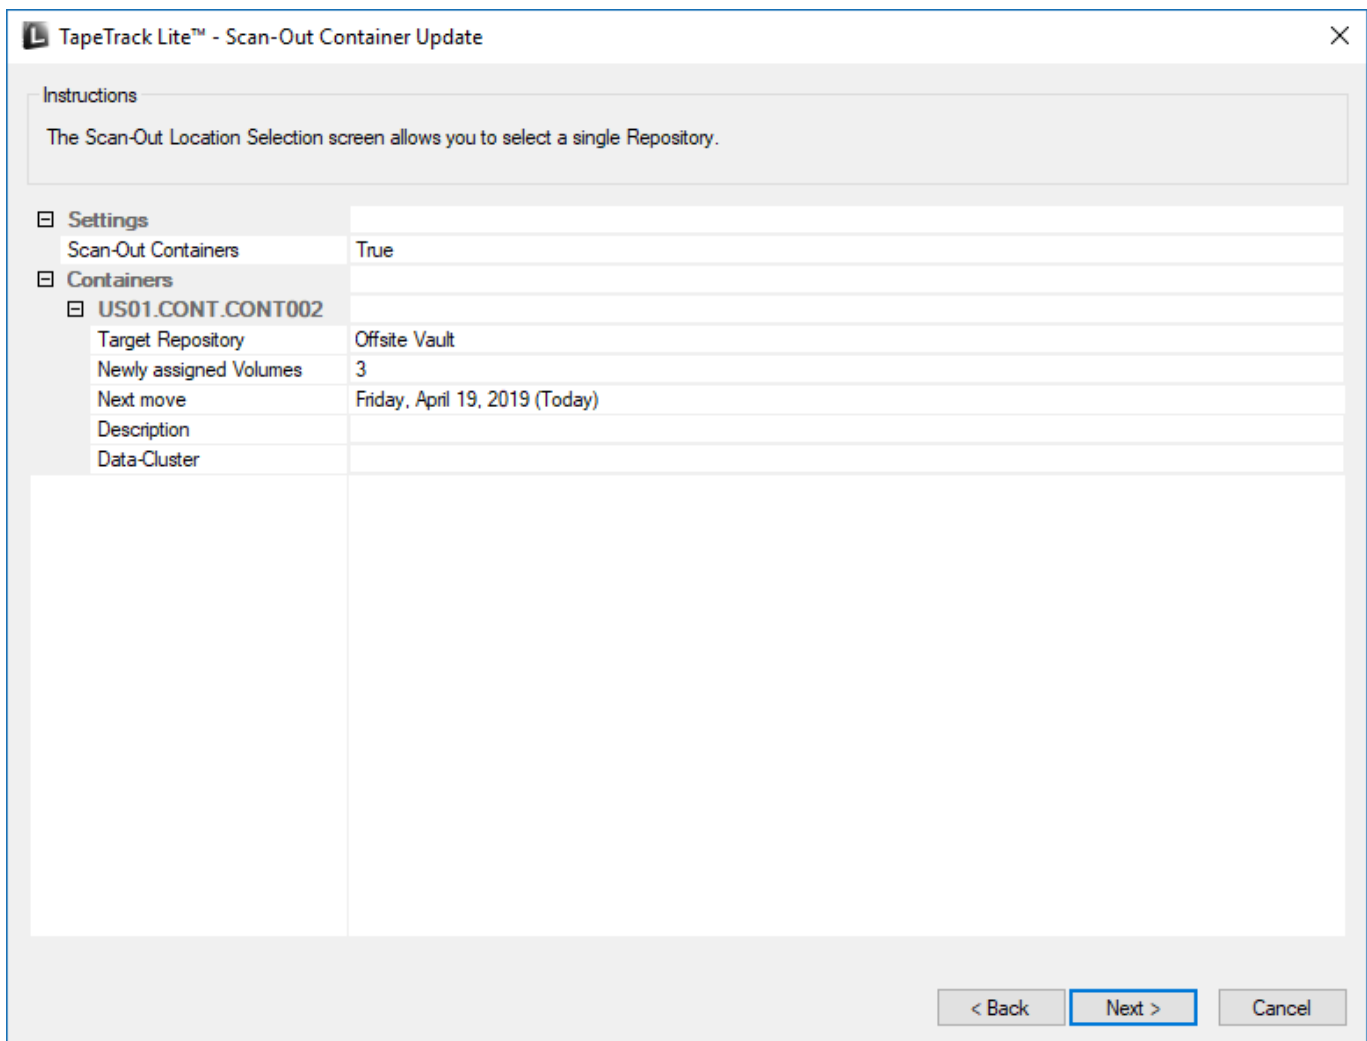 TapeTrack Lite™ - Scan-Out Container Update
Instructions
The Scan-Out Location Selection screen allows you to select a single Repository.
Settings
Scan-Out Containers True
Containers
US01.CONT.CONT002
Target Repository Offsite Vault
Newly assigned Volumes 3
Next move Friday, April 19, 2019 (Today)
Description
Data-Cluster
< Back Next > Cancel